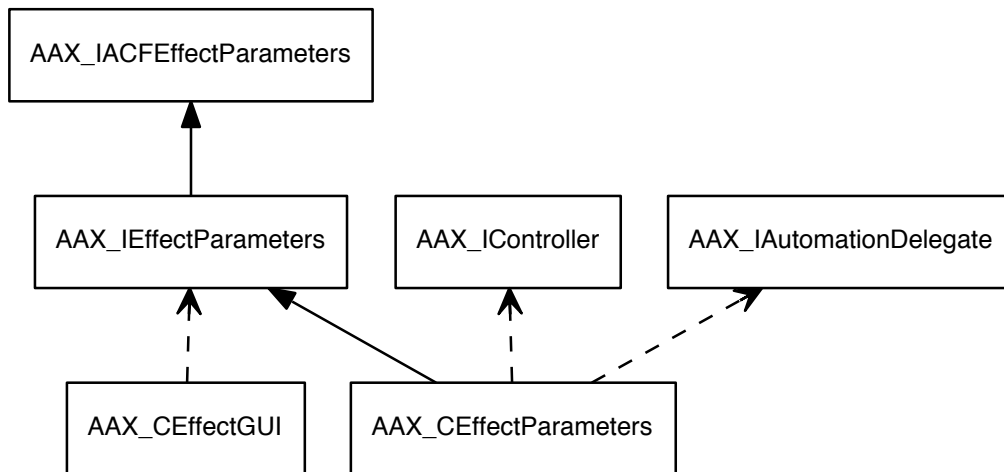 AAX_IACFEffectParameters
AAX_IEffectParameters
AAX_IController
AAX_IAutomationDelegate
AAX_CEffectGUI
AAX_CEffectParameters